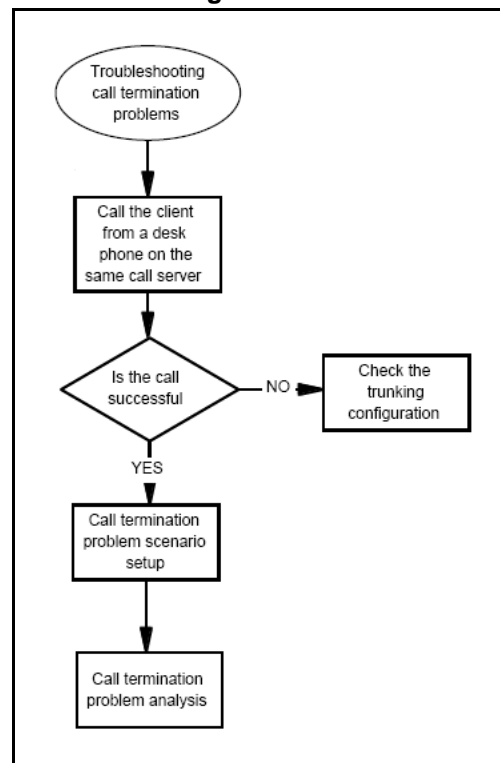 Troubleshooting
call termination
problems
Call the client
from a desk
phone on the
same call server
Is the call
successful
NO
Check the
trunking
configuration
YES
Call termination
problem scenario
setup
Call termination
problem analysis